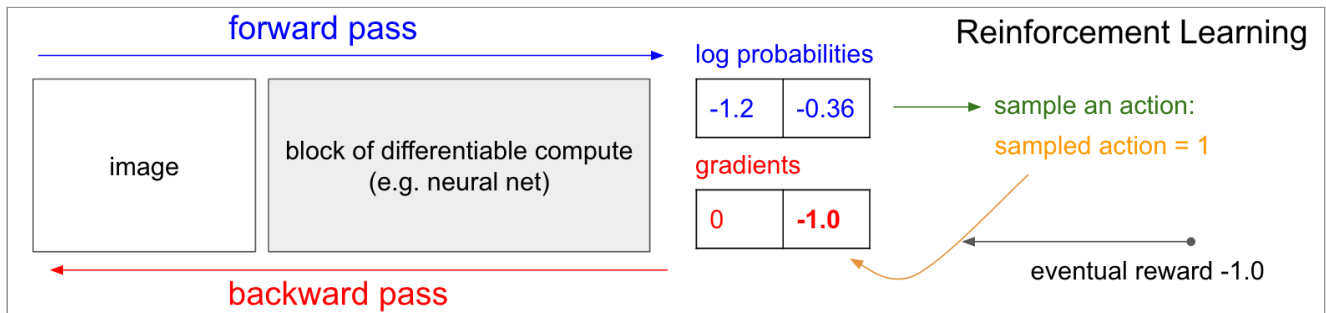 forward pass
Reinforcement Learning
log probabilities
-1.2 -0.36
sample an action:
sampled action = 1
image
block of differentiable compute
(e.g. neural net)
gradients
0 -1.0
eventual reward -1.0
backward pass